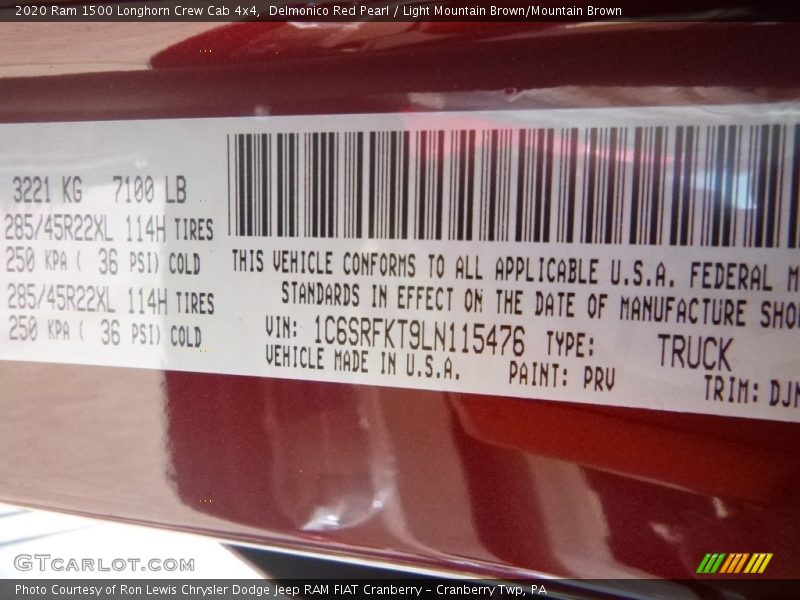 2020 Ram 1500 Longhorn Crew Cab 4x4, Delmonico Red Pearl / Light Mountain Brown/Mountain Brown
3221 KG 7100 LB
285/45R22XL 114H TIRES
250 KPA ( 36 PSI) COLD
285/45R22XL 114H TIRES
250 KPA ( 36 PSI) COLD
THIS VEHICLE CONFORMS TO ALL APPLICABLE U.S.A. FEDERAL M
STANDARDS IN EFFECT ON THE DATE OF MANUFACTURE SHO
VIN: 1C6SRFKT9LN115476 TYPE: TRUCK
VEHICLE MADE IN U.S.A. PAINT: PRV TRIM: DJN
GTCARLOT.COM
Photo Courtesy of Ron Lewis Chrysler Dodge Jeep RAM FIAT Cranberry – Cranberry Twp, PA